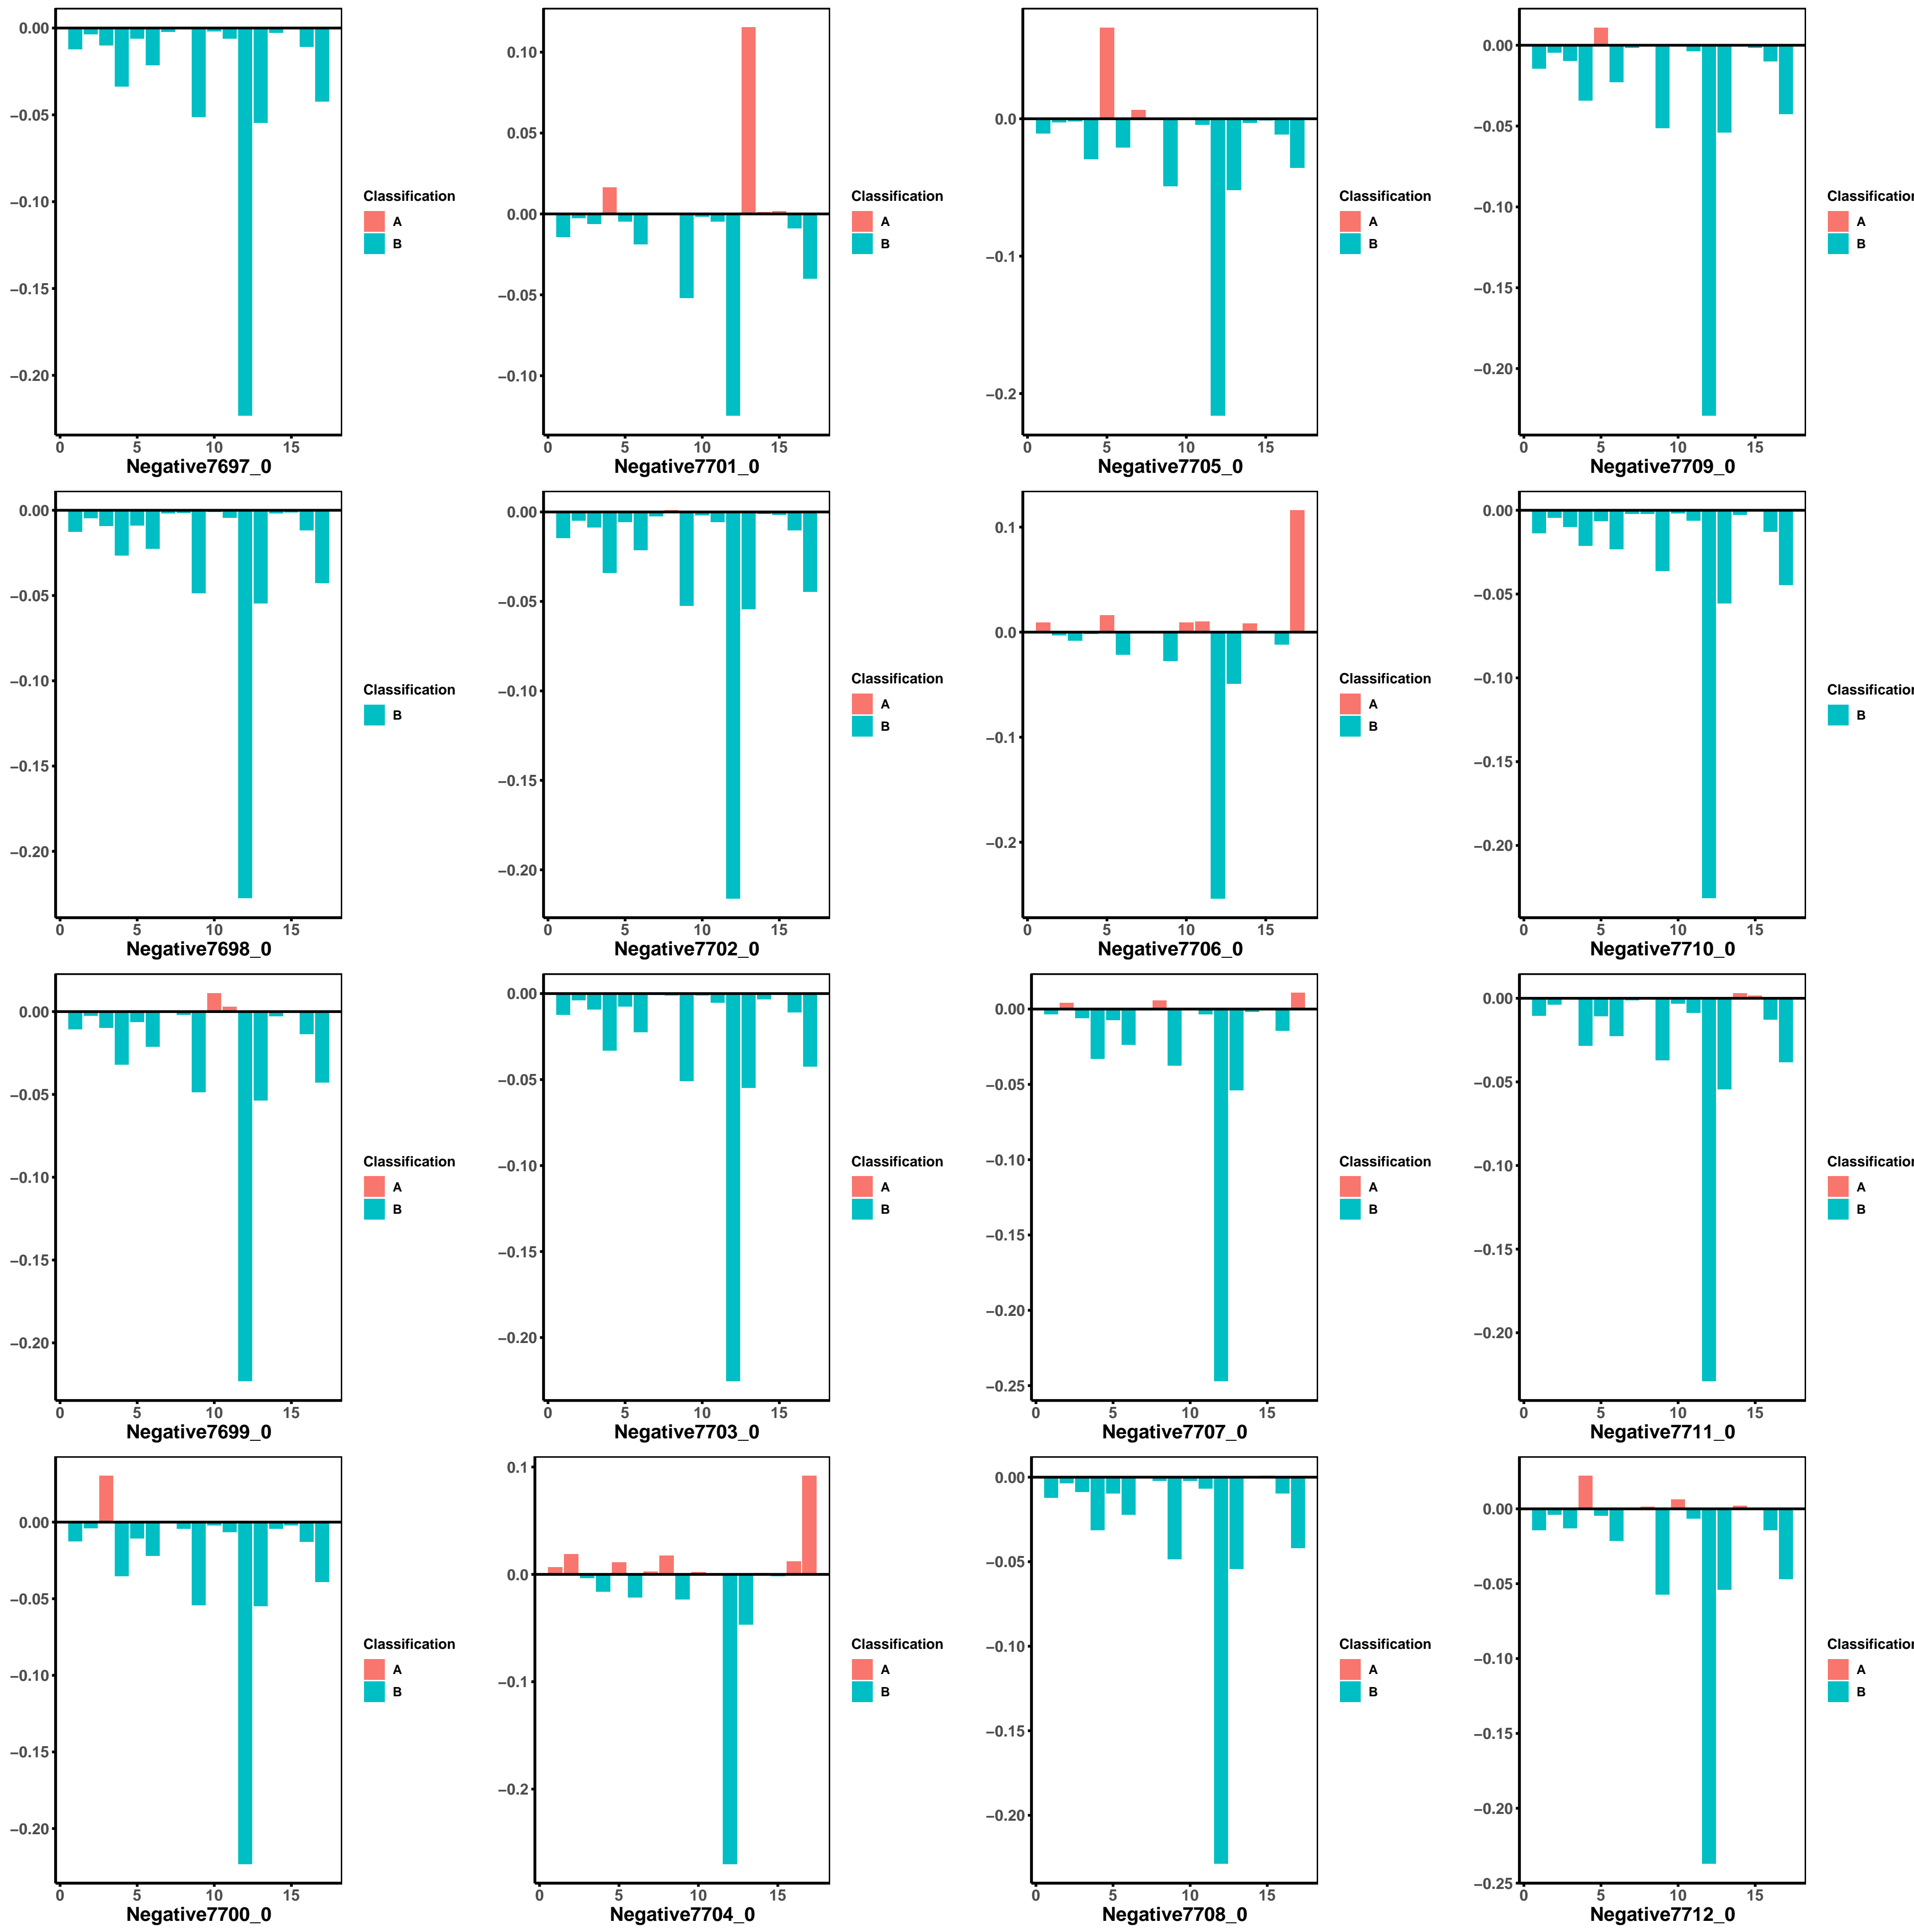 0.00
−0.05
−0.10
−0.15
−0.20
0 5 10 15
Negative7697_0
Classification
A
B
0.10
0.05
0.00
−0.05
−0.10
0 5 10 15
Negative7701_0
Classification
A
B
0.0
−0.1
−0.2
0 5 10 15
Negative7705_0
Classification
A
B
0.00
−0.05
−0.10
−0.15
−0.20
0 5 10 15
Negative7709_0
Classification
A
B
0.00
−0.05
−0.10
−0.15
−0.20
0 5 10 15
Negative7698_0
Classification
B
0.00
−0.05
−0.10
−0.15
−0.20
0 5 10 15
Negative7702_0
Classification
A
B
0.1
0.0
−0.1
−0.2
0 5 10 15
Negative7706_0
Classification
A
B
0.00
−0.05
−0.10
−0.15
−0.20
0 5 10 15
Negative7710_0
Classification
B
0.00
−0.05
−0.10
−0.15
−0.20
0 5 10 15
Negative7699_0
Classification
A
B
0.00
−0.05
−0.10
−0.15
−0.20
0 5 10 15
Negative7703_0
Classification
A
B
0.00
−0.05
−0.10
−0.15
−0.20
−0.25
0 5 10 15
Negative7707_0
Classification
A
B
0.00
−0.05
−0.10
−0.15
−0.20
0 5 10 15
Negative7711_0
Classification
A
B
0.00
−0.05
−0.10
−0.15
−0.20
0 5 10 15
Negative7700_0
Classification
A
B
0.1
0.0
−0.1
−0.2
0 5 10 15
Negative7704_0
Classification
A
B
0.00
−0.05
−0.10
−0.15
−0.20
0 5 10 15
Negative7708_0
Classification
A
B
0.00
−0.05
−0.10
−0.15
−0.20
−0.25
0 5 10 15
Negative7712_0
Classification
A
B